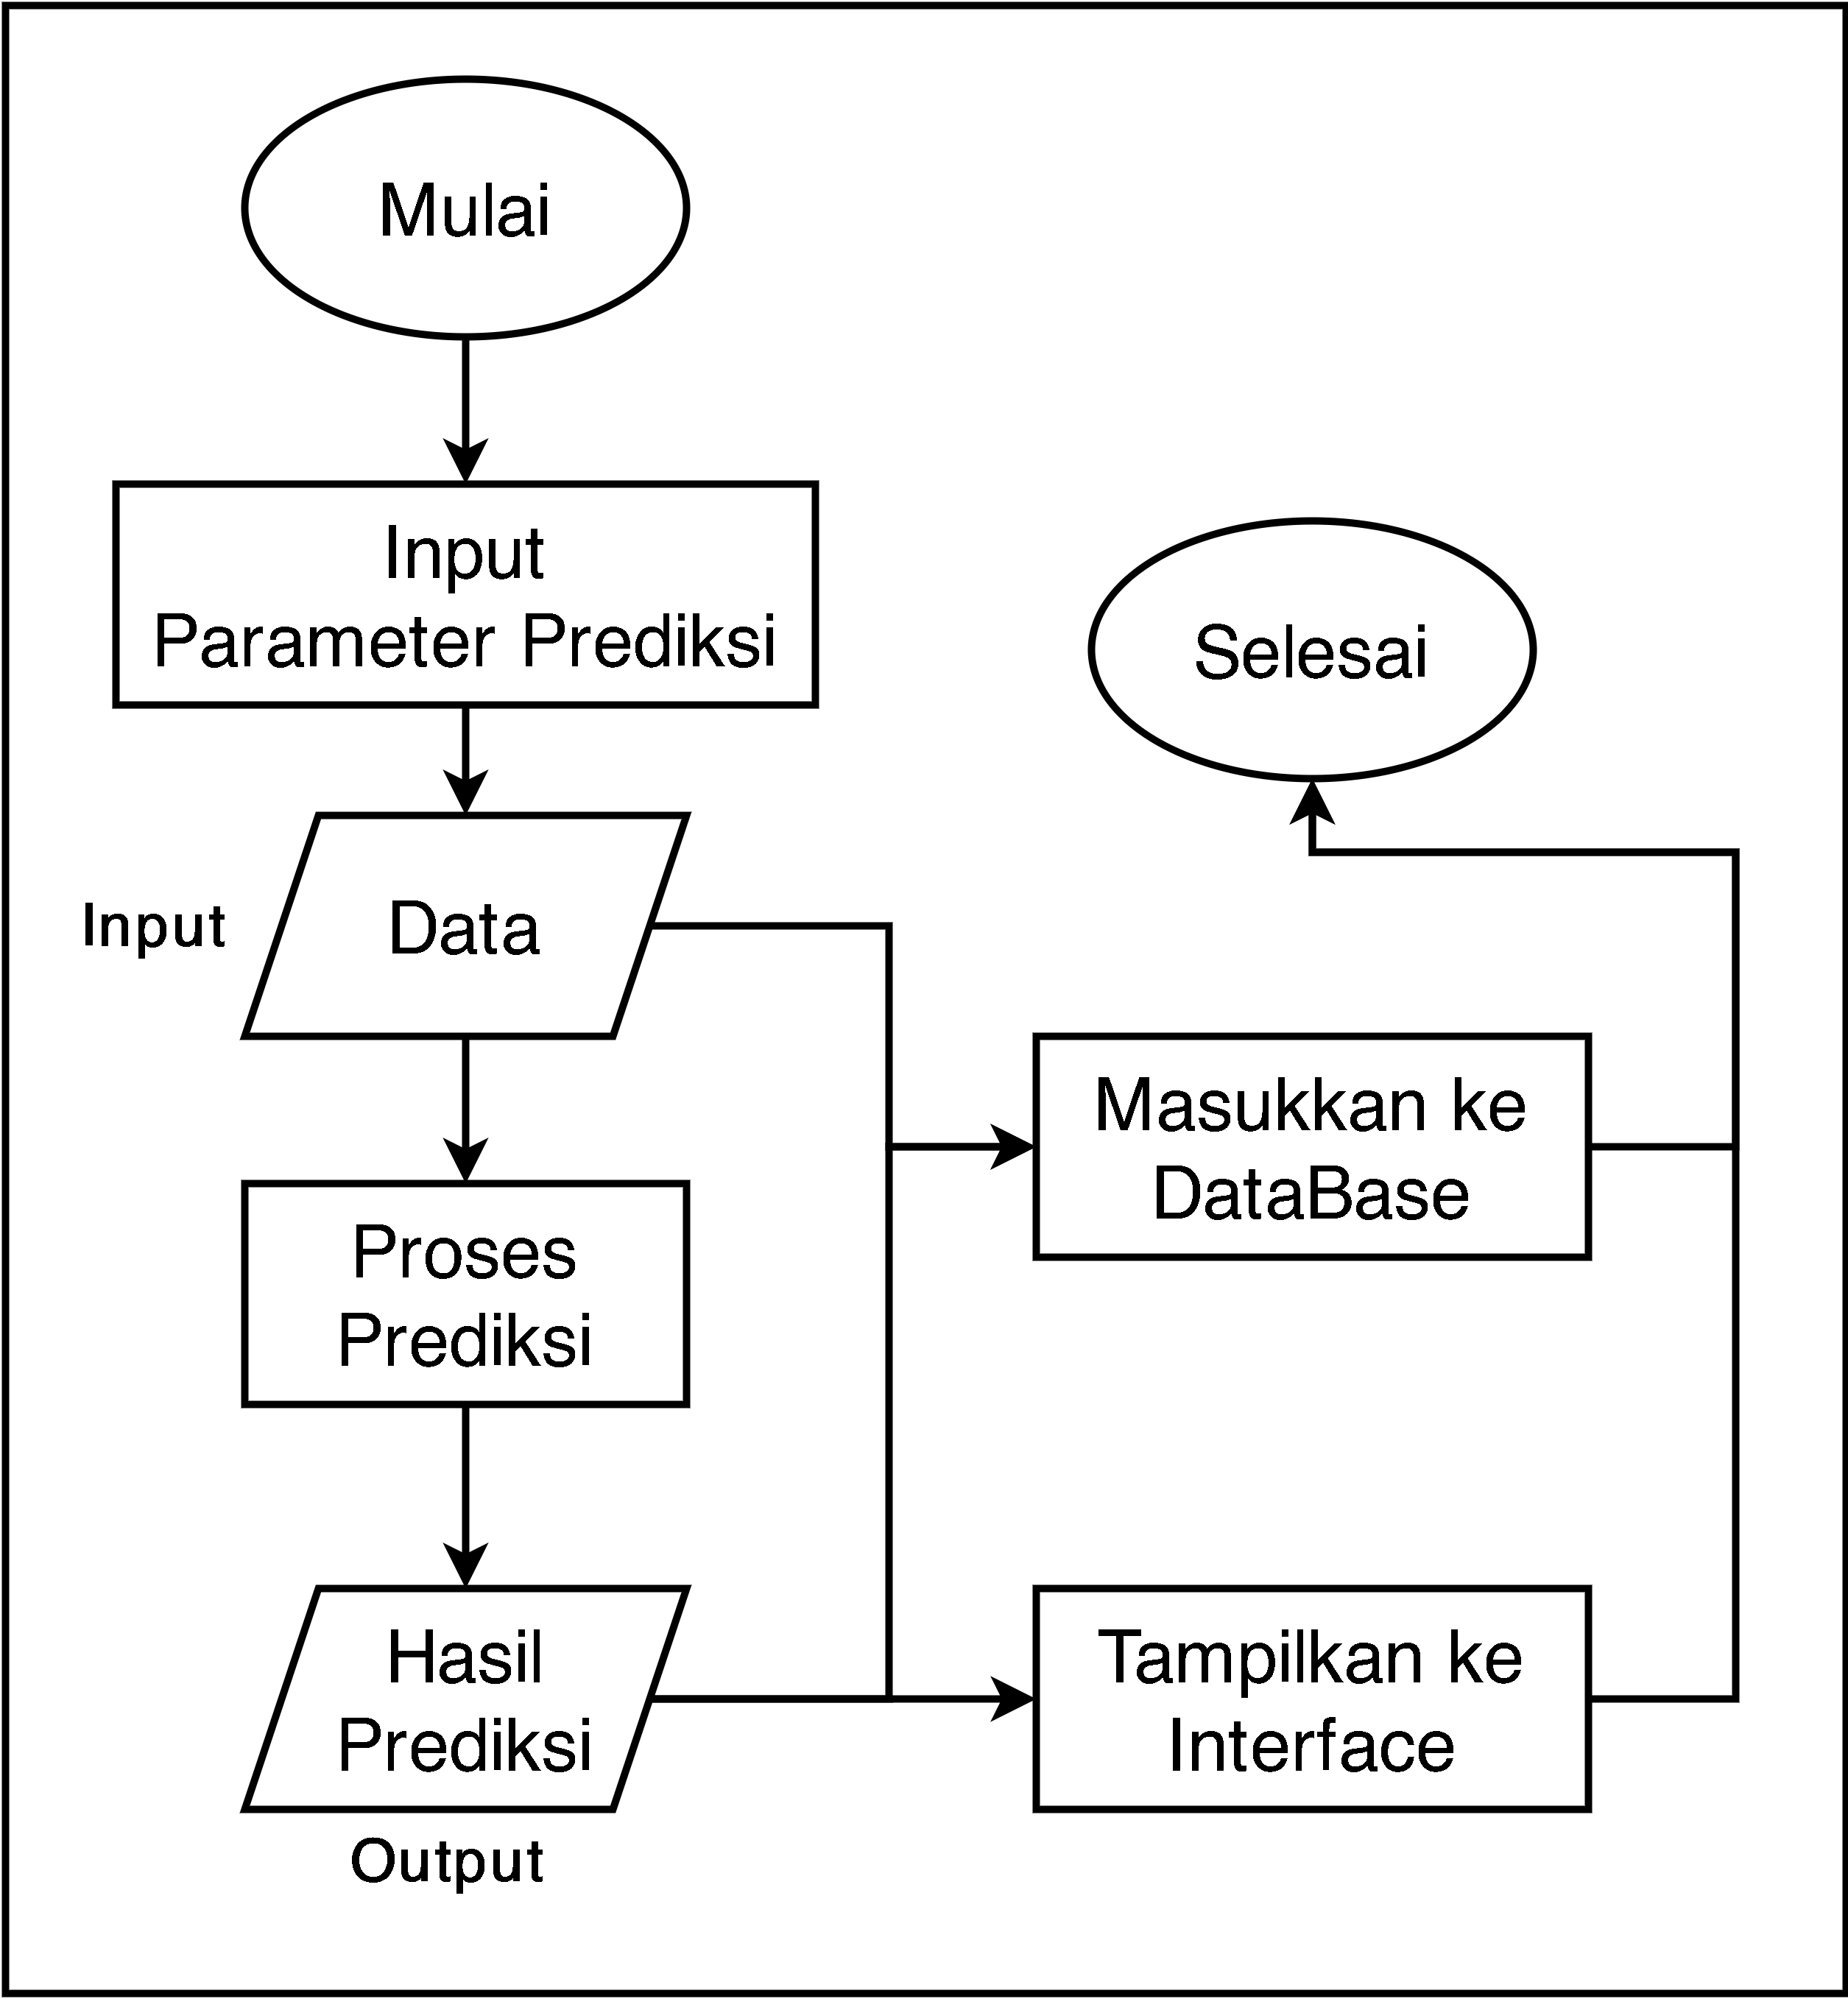 Mulai
Input
Parameter Prediksi
Selesai
Input
Data
Masukkan ke
DataBase
Proses
Prediksi
Hasil
Prediksi
Tampilkan ke
Interface
Output